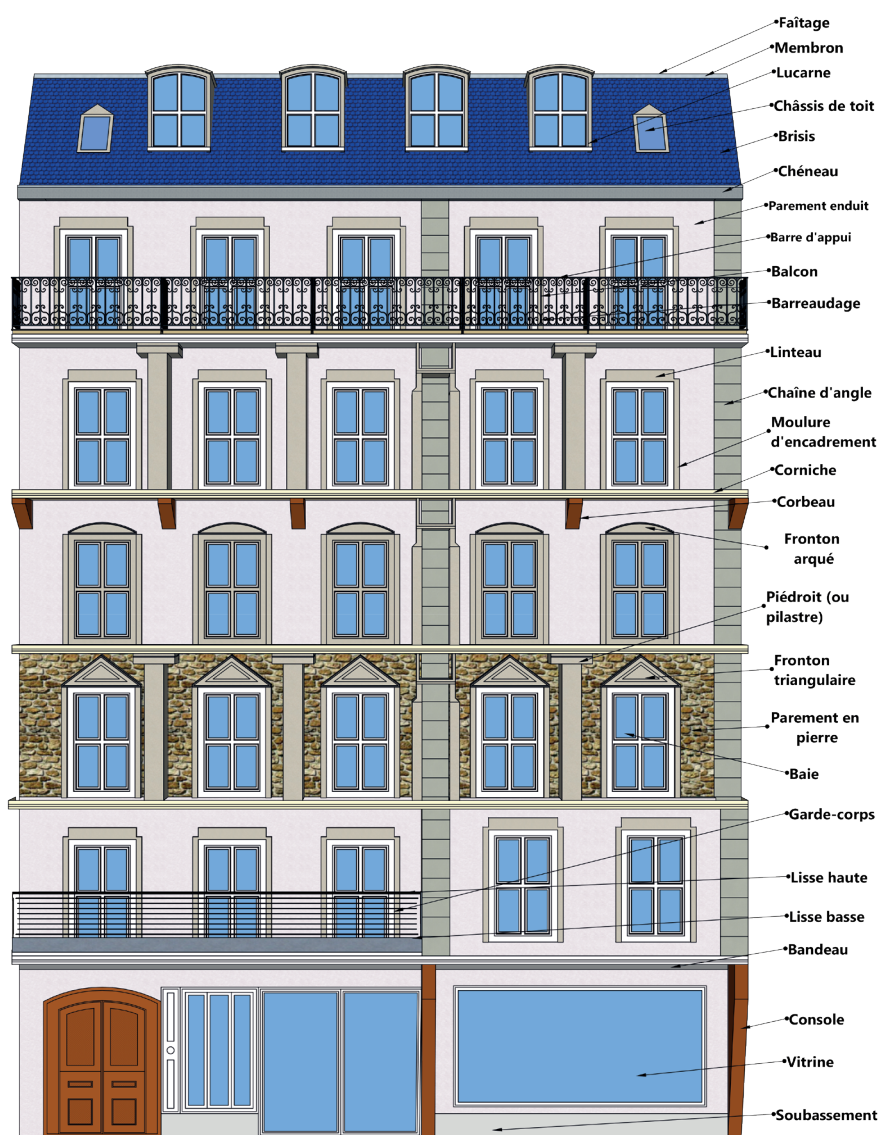 Faîtage
Membron
Lucarne
Châssis de toit
Brisis
Chéneau
Parement enduit
Barre d'appui
Balcon
Barreaudage
Linteau
Chaîne d'angle
Moulure
d'encadrement
Corniche
Corbeau
Fronton
arqué
Piédroit (ou
pilastre)
Fronton
triangulaire
Parement en
pierre
Baie
Garde-corps
Lisse haute
Lisse basse
Bandeau
Console
Vitrine
Soubassement